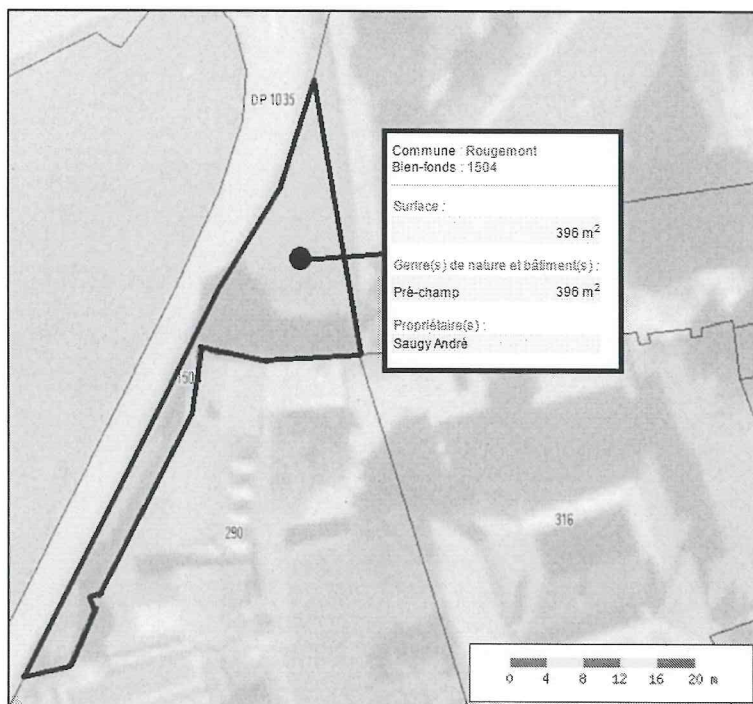 DP 1035
Commune : Rougemont
Bien-fonds : 1504
Surface :
396 m²
Genre(s) de nature et bâtiment(s) :
Pré-champ 396 m²
Propriétaire(s) :
Saugy André
290
316
0 4 8 12 16 20 m